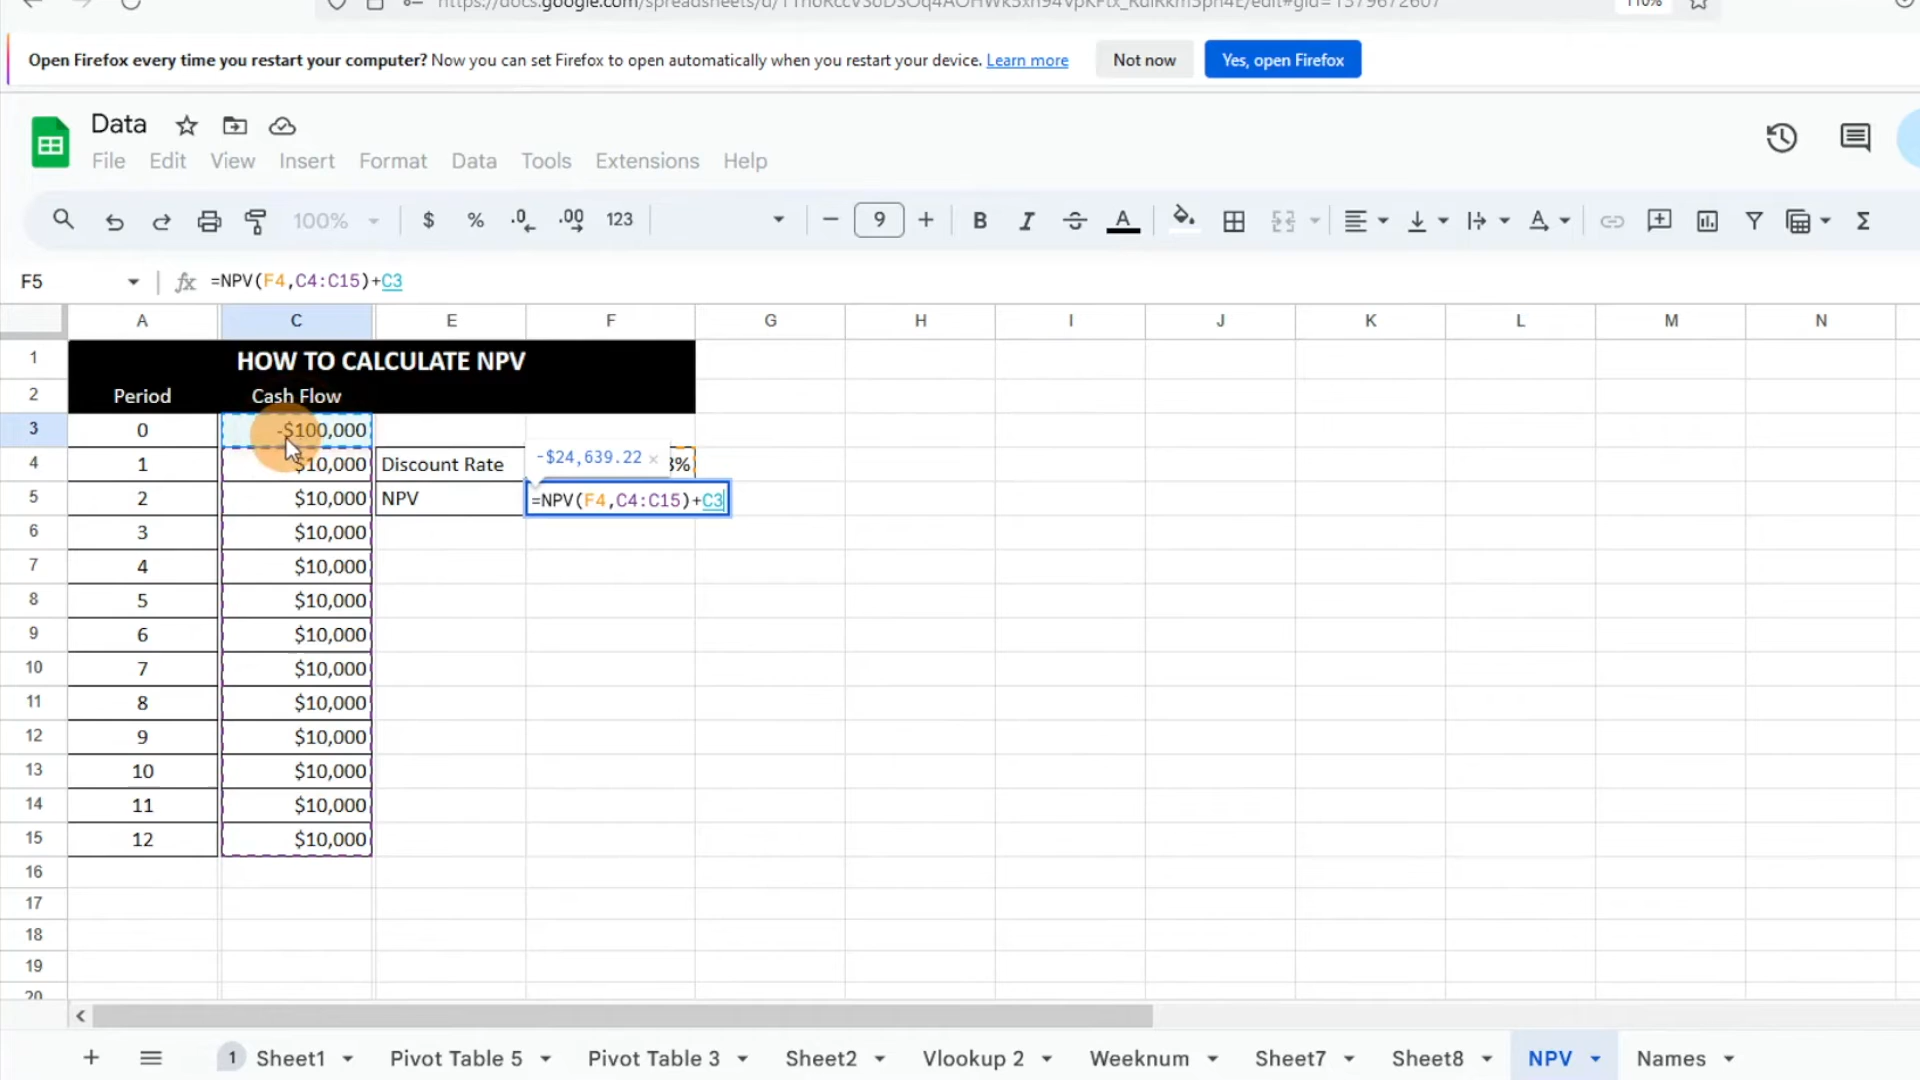 110%
Open Firefox every time you restart your computer? Now you can set Firefox to open automatically when you restart your device. Learn more Not now Yes, open Firefox
Data
File Edit View Insert Format Data Tools Extensions Help
100% $ % .0 .00 123 − 9 + B I A A Σ
F5 fx =NPV(F4,C4:C15)+C3
A C E F G H I J K L M N
1 HOW TO CALCULATE NPV
2 Period Cash Flow
3 0 -$100,000
4 1 $10,000 Discount Rate -$24,639.22 × 8%
5 2 $10,000 NPV =NPV(F4,C4:C15)+C3
6 3 $10,000
7 4 $10,000
8 5 $10,000
9 6 $10,000
10 7 $10,000
11 8 $10,000
12 9 $10,000
13 10 $10,000
14 11 $10,000
15 12 $10,000
16
17
18
19
20
+ 1 Sheet1 Pivot Table 5 Pivot Table 3 Sheet2 Vlookup 2 Weeknum Sheet7 Sheet8 NPV Names